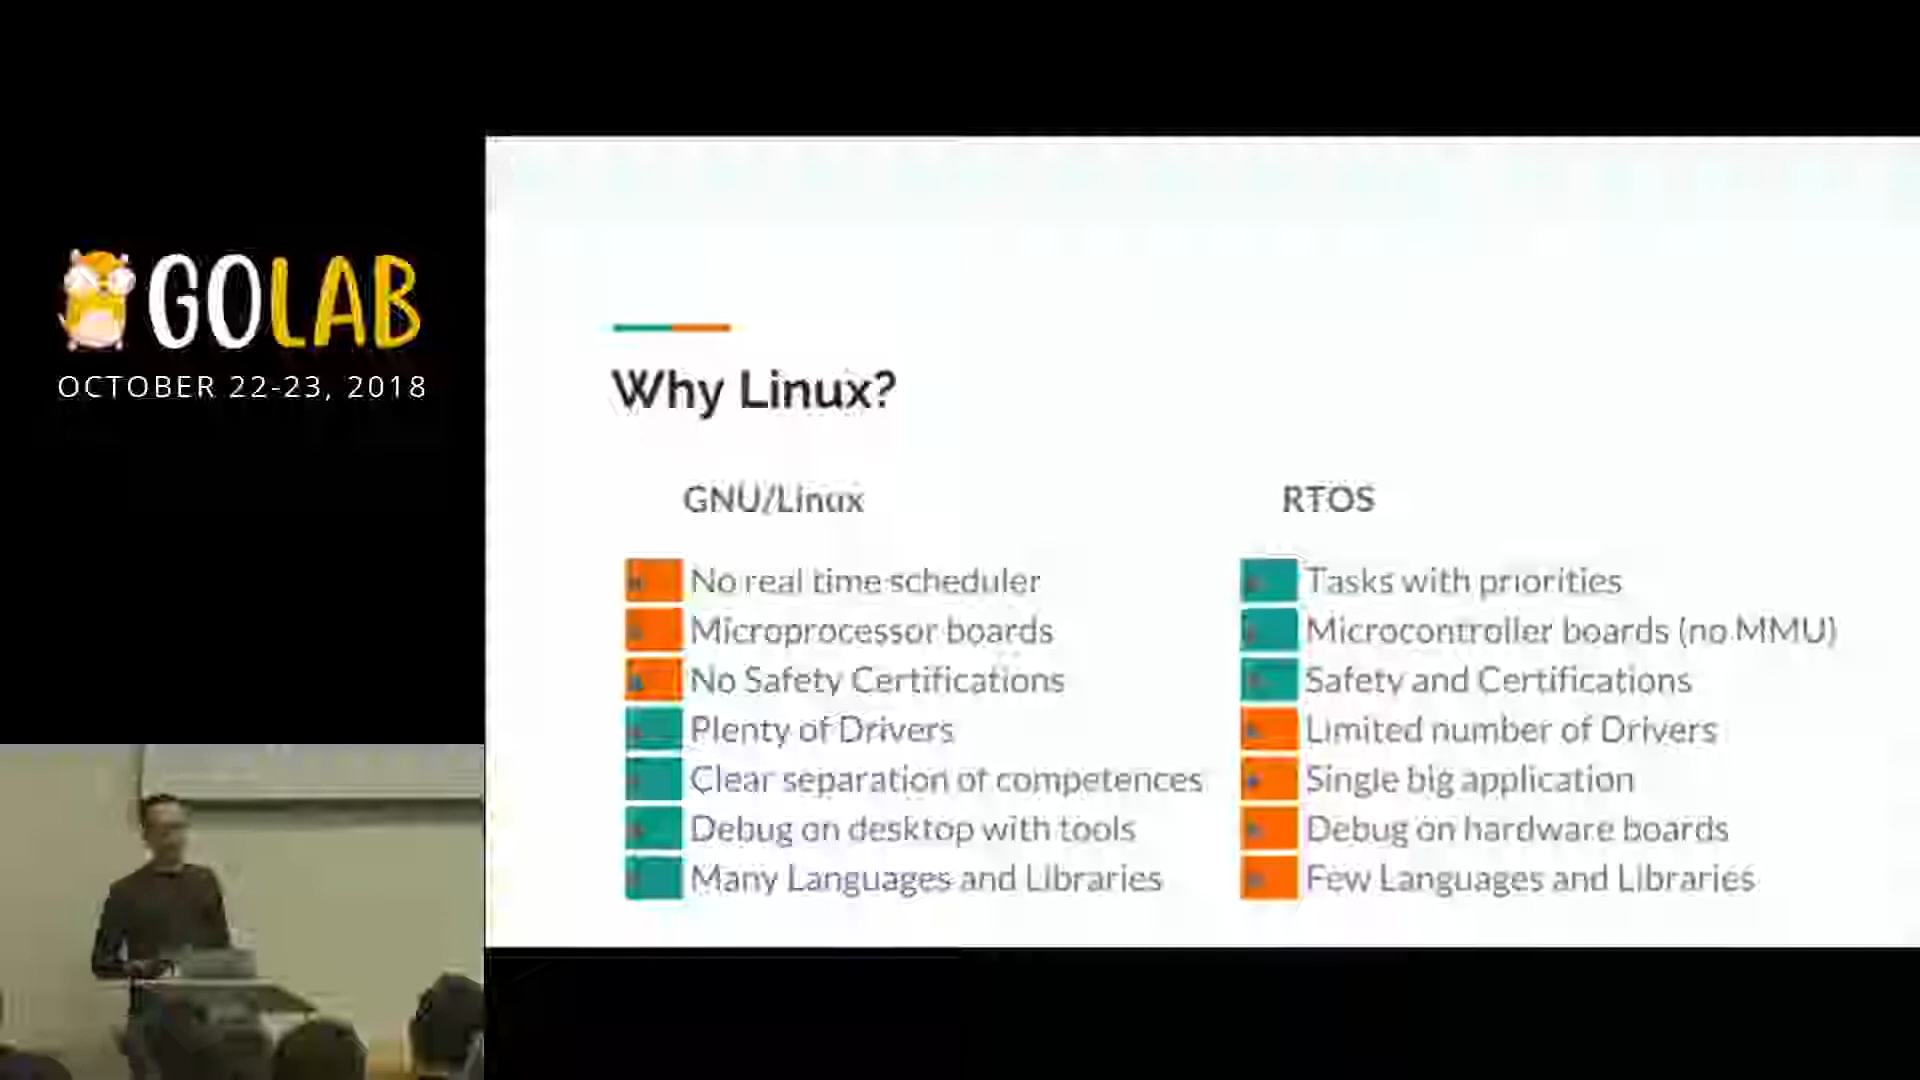 GOLAB
OCTOBER 22-23, 2018
Why Linux?
GNU/Linux
No real time scheduler
Microprocessor boards
No Safety Certifications
Plenty of Drivers
Clear separation of competences
Debug on desktop with tools
Many Languages and Libraries
RTOS
Tasks with priorities
Microcontroller boards (no MMU)
Safety and Certifications
Limited number of Drivers
Single big application
Debug on hardware boards
Few Languages and Libraries